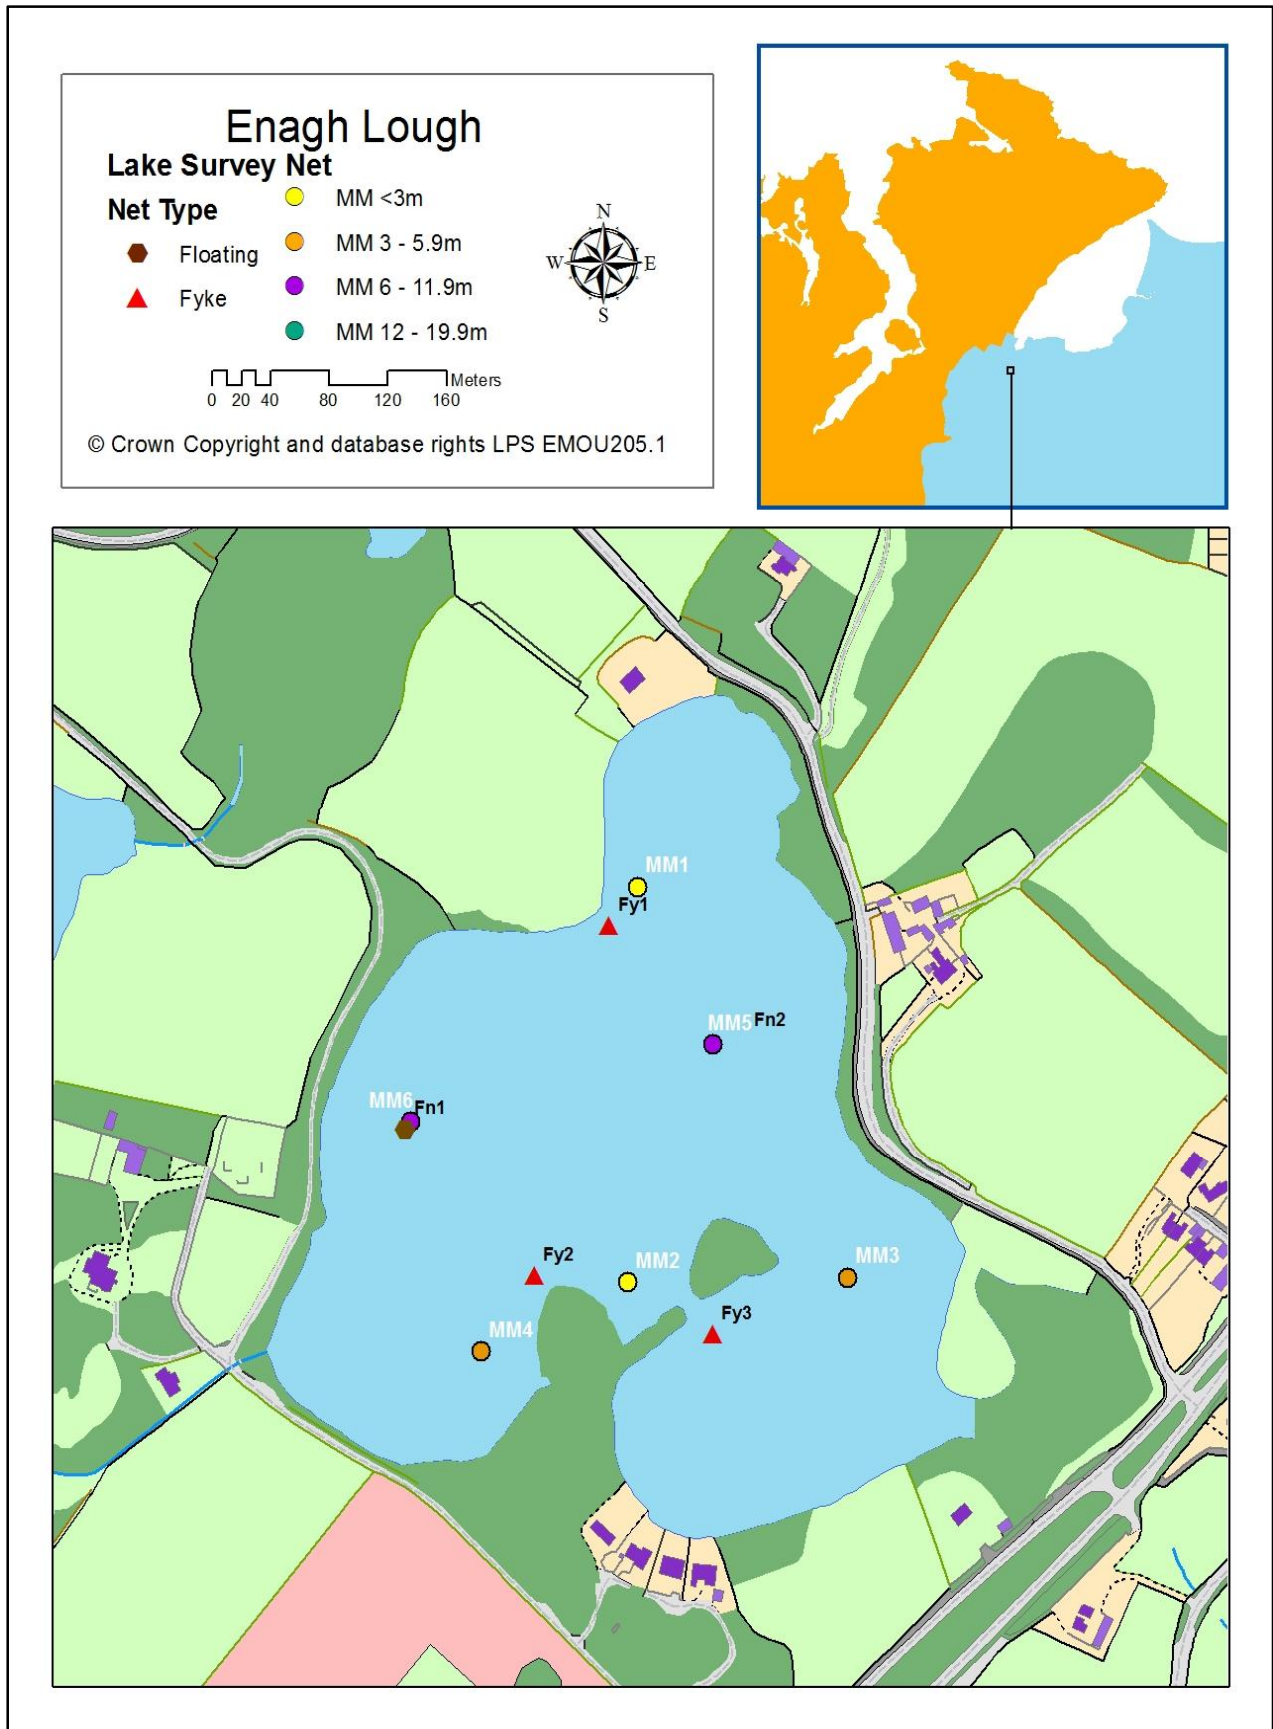 Enagh Lough
Lake Survey Net
Net Type
Floating
Fyke
MM <3m
MM 3 - 5.9m
MM 6 - 11.9m
MM 12 - 19.9m
N
W E
S
Meters
0 20 40 80 120 160
© Crown Copyright and database rights LPS EMOU205.1
MM1
Fy1
MM5 Fn2
MM6 Fn1
Fy2
MM2
MM3
Fy3
MM4